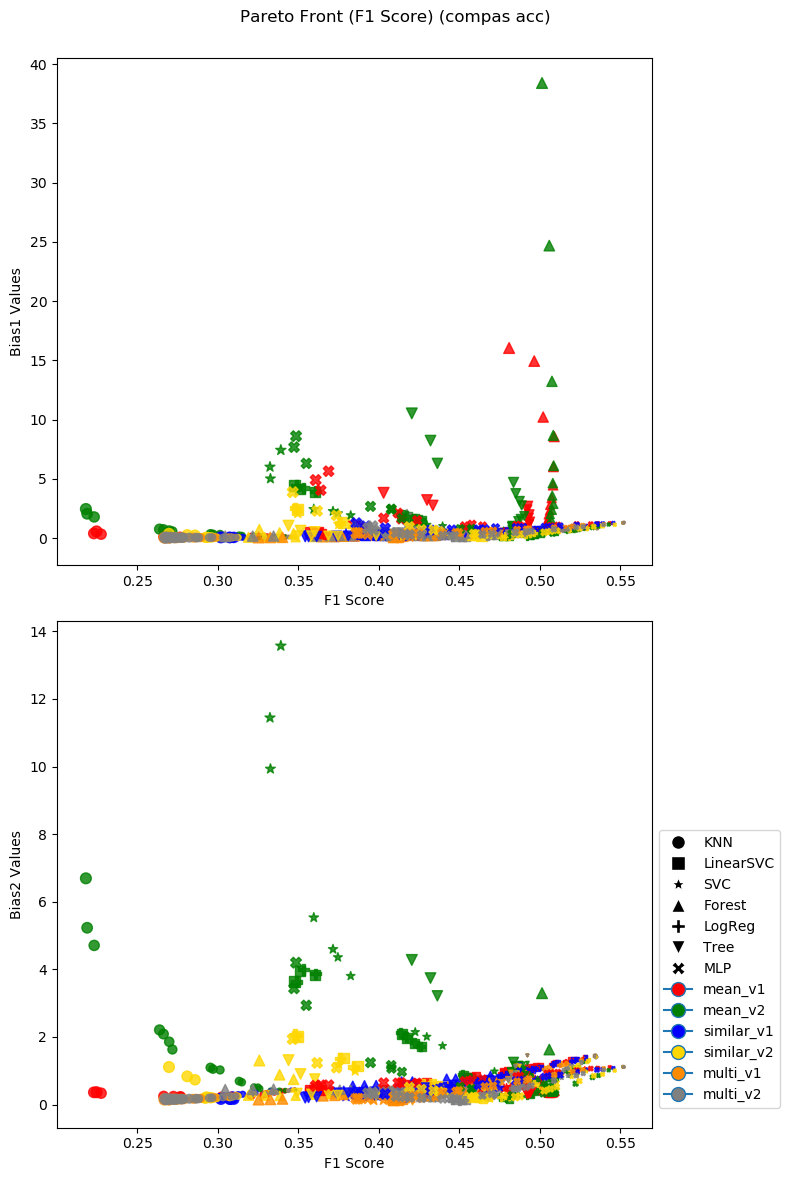 Pareto Front (F1 Score) (compas acc)
40
35
30
25
20
15
10
5
0
Bias1 Values
0.25 0.30 0.35 0.40 0.45 0.50 0.55
F1 Score
14
12
10
8
6
4
2
0
Bias2 Values
0.25 0.30 0.35 0.40 0.45 0.50 0.55
F1 Score
KNN
LinearSVC
SVC
Forest
LogReg
Tree
MLP
mean_v1
mean_v2
similar_v1
similar_v2
multi_v1
multi_v2